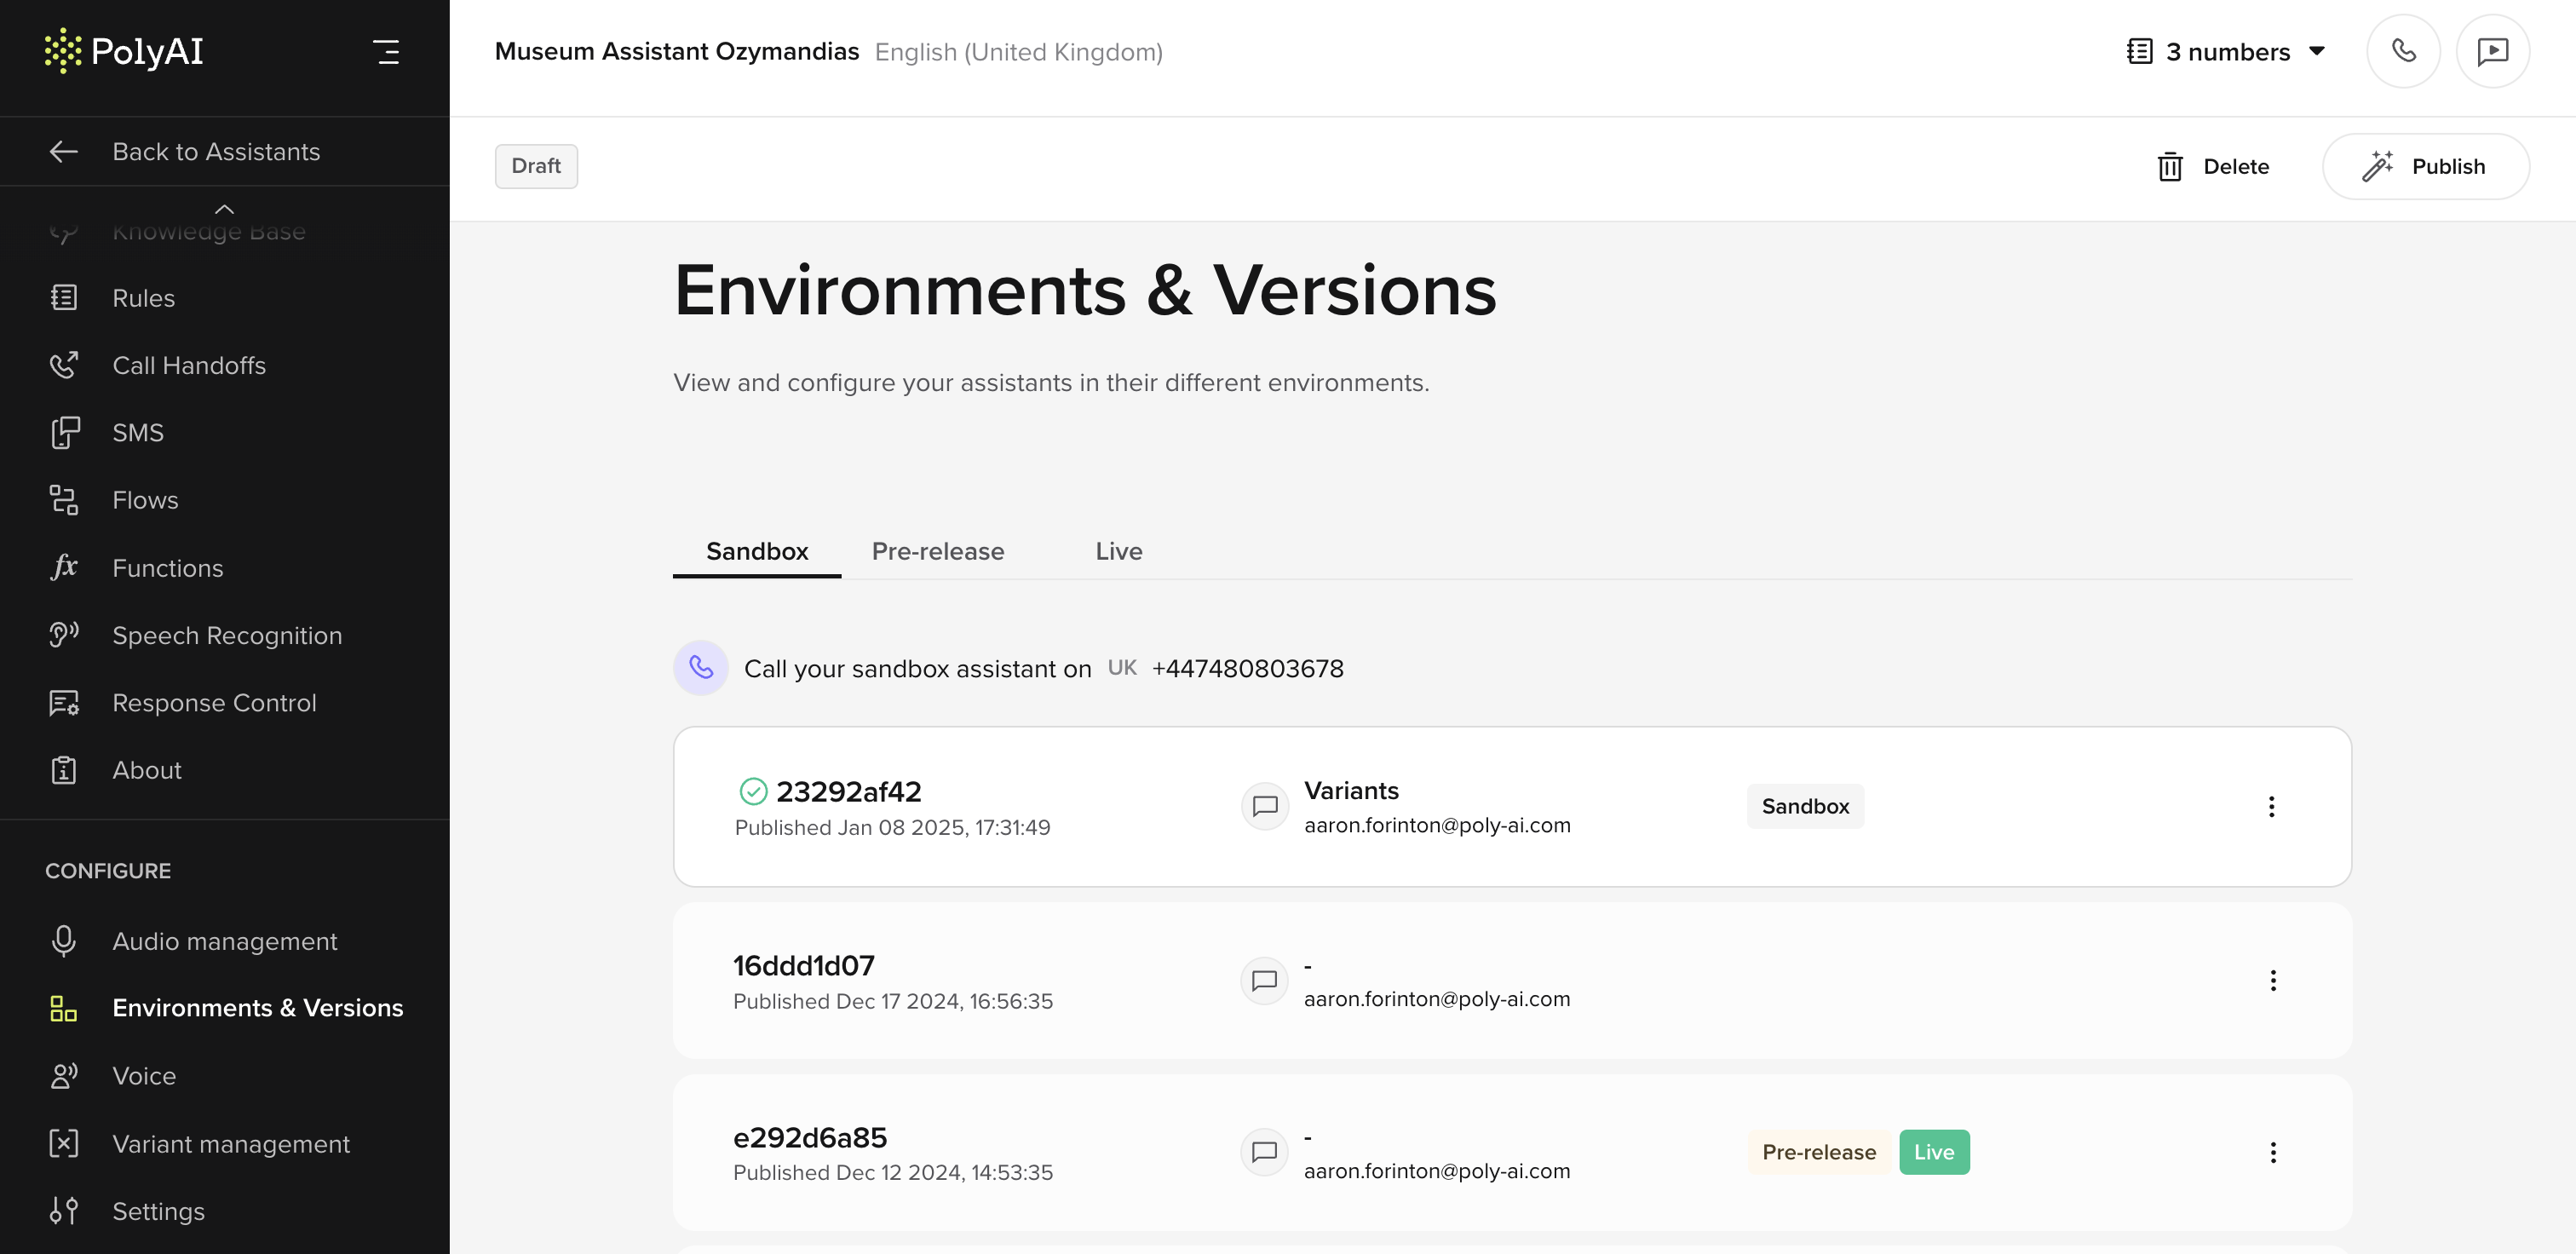 PolyAI
Museum Assistant Ozymandias English (United Kingdom)
3 numbers
Back to Assistants
Draft
Delete
Publish
Knowledge Base
Rules
Call Handoffs
SMS
Flows
fx Functions
Speech Recognition
Response Control
About
CONFIGURE
Audio management
Environments & Versions
Voice
Variant management
Settings
Environments & Versions
View and configure your assistants in their different environments.
Sandbox Pre-release Live
Call your sandbox assistant on UK +447480803678
23292af42
Published Jan 08 2025, 17:31:49
Variants
aaron.forinton@poly-ai.com
Sandbox
16ddd1d07
Published Dec 17 2024, 16:56:35
-
aaron.forinton@poly-ai.com
e292d6a85
Published Dec 12 2024, 14:53:35
-
aaron.forinton@poly-ai.com
Pre-release Live